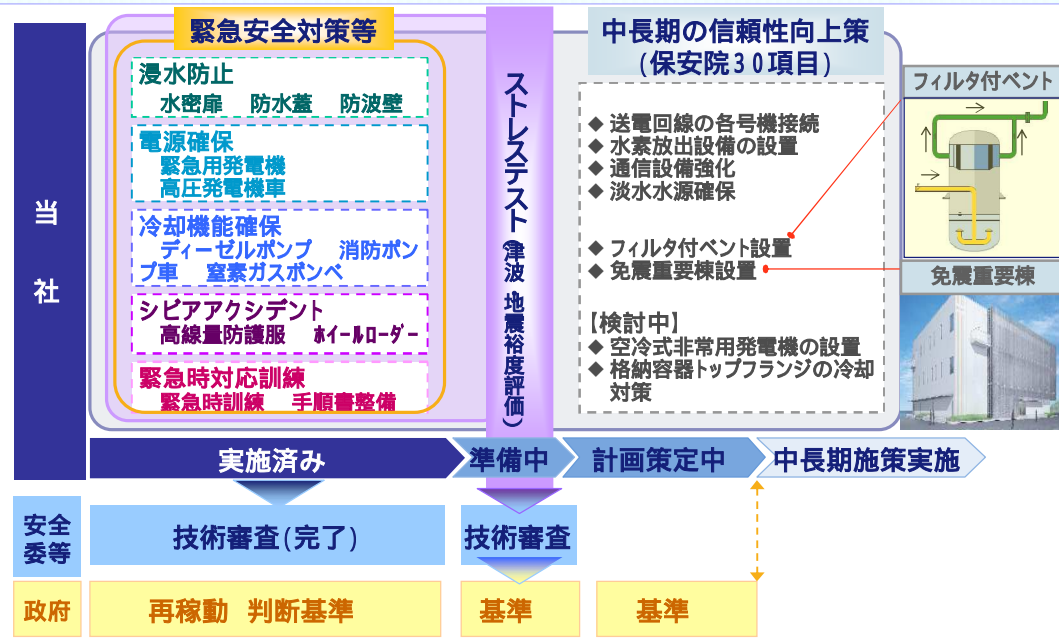 緊急安全対策等
浸水防止
水密扉 防水蓋 防波壁
電源確保
緊急用発電機
高圧発電機車
冷却機能確保
ディーゼルポンプ 消防ポン
プ車 窒素ガスボンベ
シビアアクシデント
高線量防護服 ホイールローダー
緊急時対応訓練
緊急時訓練 手順書整備
ストレステスト(津波・地震裕度評価)
中長期の信頼性向上策
(保安院30項目)
◆ 送電回線の各号機接続
◆ 水素放出設備の設置
◆ 通信設備強化
◆ 淡水水源確保
◆ フィルタ付ベント設置
◆ 免震重要棟設置
【検討中】
◆ 空冷式非常用発電機の設置
◆ 格納容器トップフランジの冷却
対策
フィルタ付ベント
免震重要棟
当社
実施済み
準備中
計画策定中
中長期施策実施
安全
委等
技術審査(完了)
技術審査
政府
再稼動 判断基準
基準
基準